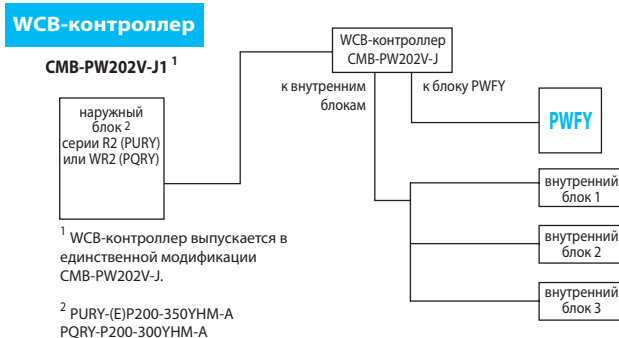 WCB-контроллер
CMB-PW202V-J1 1
наружный
блок 2
серии R2 (PURY)
или WR2 (PQRY)
WCB-контроллер
CMB-PW202V-J
к внутренним
блокам
к блоку PWFY
PWFY
внутренний
блок 1
внутренний
блок 2
внутренний
блок 3
1 WCB-контроллер выпускается в
единственной модификации
CMB-PW202V-J.
2 PURY-(E)P200-350YHM-A
PQRY-P200-300YHM-A